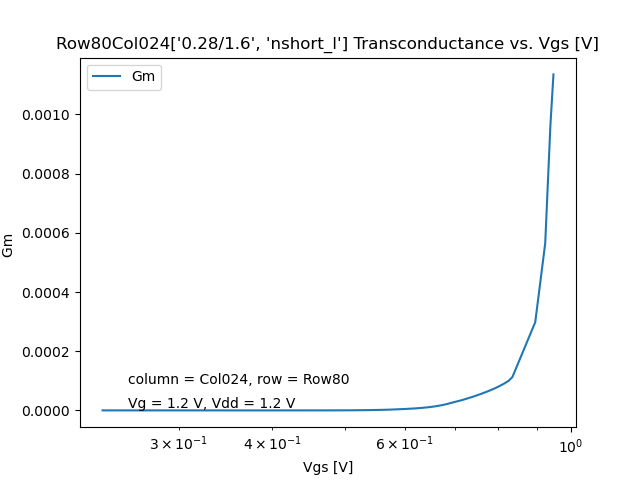 Row80Col024['0.28/1.6', 'nshort_l'] Transconductance vs. Vgs [V]
Gm
0.0010
0.0008
0.0006
0.0004
0.0002
0.0000
Gm
column = Col024, row = Row80
Vg = 1.2 V, Vdd = 1.2 V
3 × 10⁻¹
4 × 10⁻¹
6 × 10⁻¹
10⁰
Vgs [V]